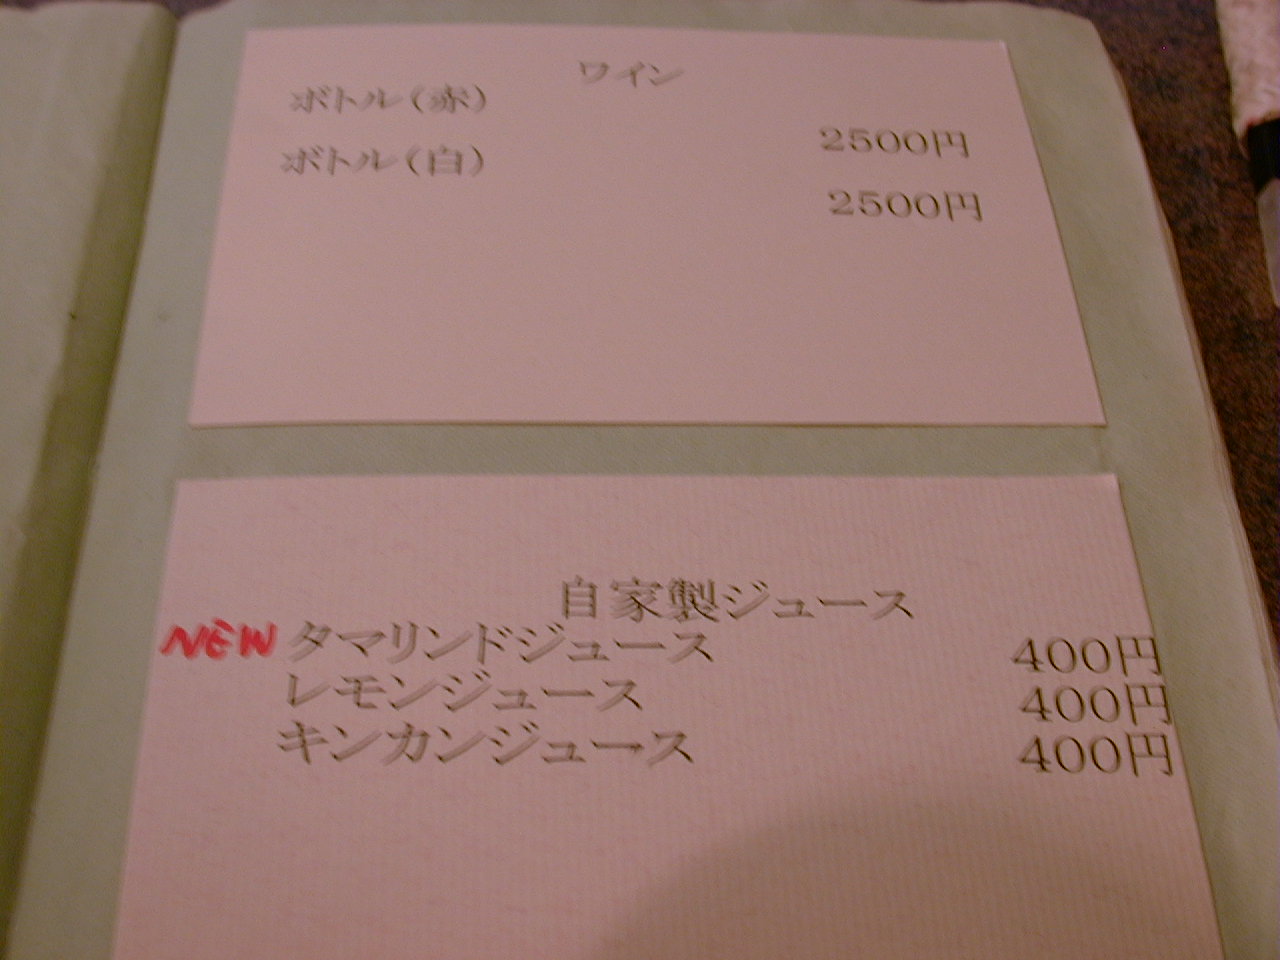 ワイン
ボトル（赤）
2500円
ボトル（白）
2500円
自家製ジュース
NEW タマリンドジュース 400円
レモンジュース 400円
キンカンジュース 400円